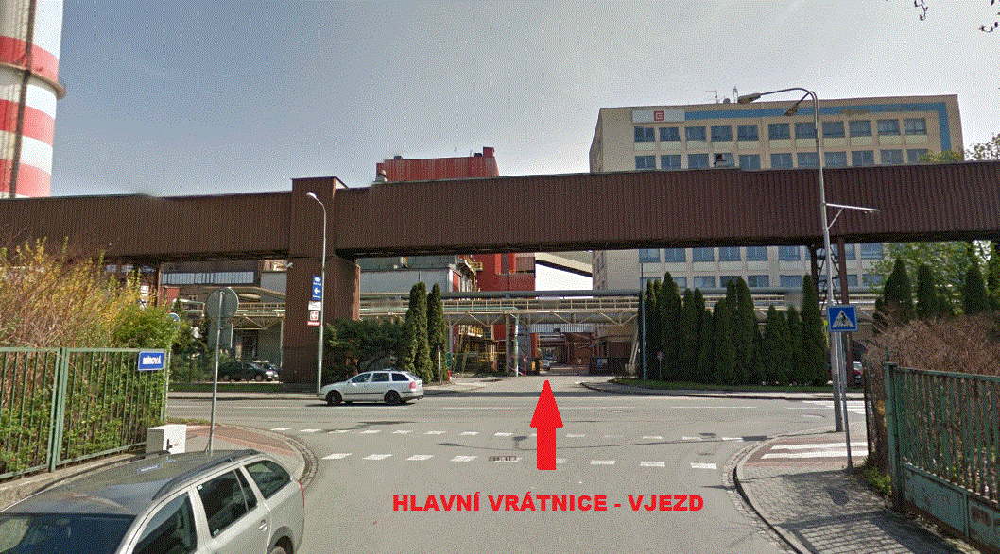 MÍROVÁ
HLAVNÍ VRÁTNICE - VJEZD